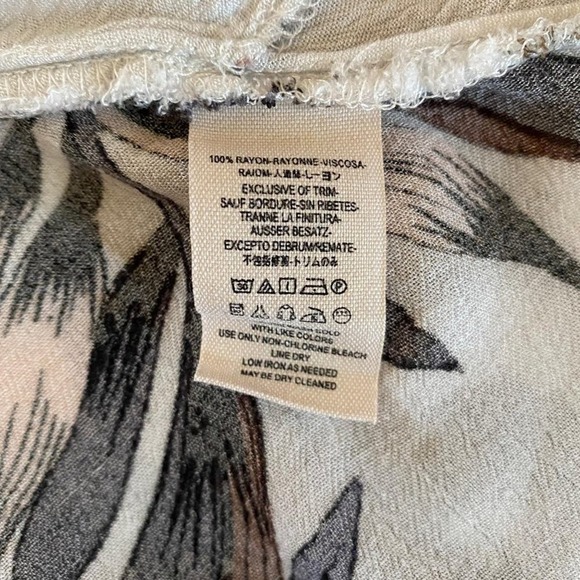 100% RAYON-RAYONNE-VISCOSA-
RAIOM-人造絲-レーヨン
EXCLUSIVE OF TRIM-
SAUF BORDURE-SIN RIBETES-
TRANNE LA FINITURA-
AUSSER BESATZ-
EXCEPTO DEBRUM/REMATE-
不包括修飾-トリムのみ
COLD
WITH LIKE COLORS
USE ONLY NON-CHLORINE BLEACH
LINE DRY
LOW IRON AS NEEDED
MAY BE DRY CLEANED